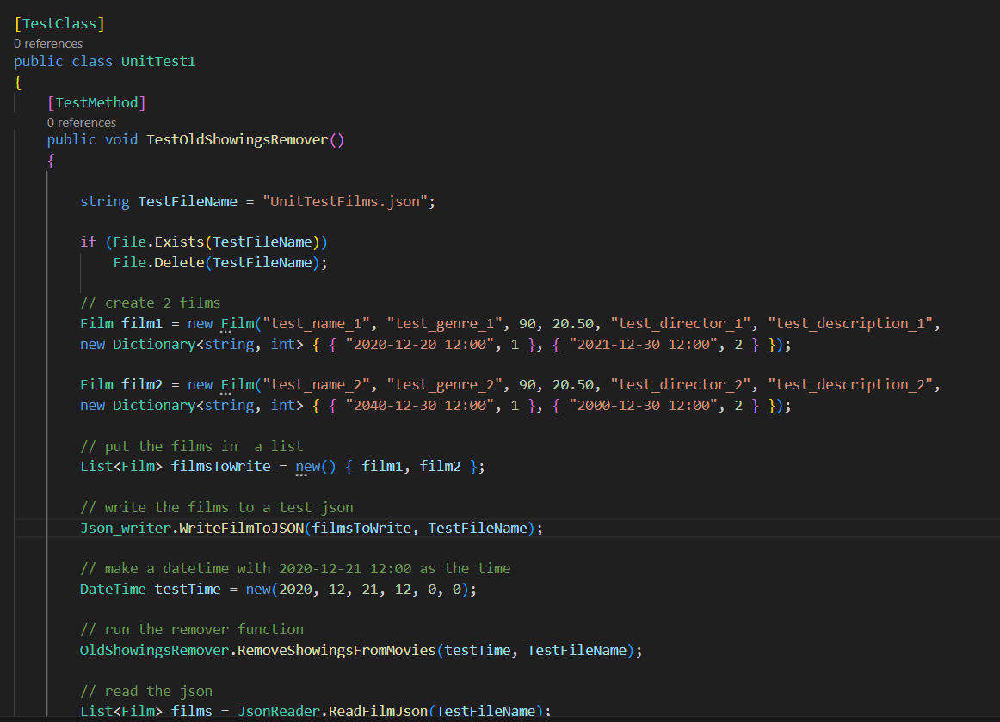 [TestClass]
0 references
public class UnitTest1
{
[TestMethod]
0 references
public void TestOldShowingsRemover()
{
string TestFileName = "UnitTestFilms.json";
if (File.Exists(TestFileName))
File.Delete(TestFileName);
// create 2 films
Film film1 = new Film("test_name_1", "test_genre_1", 90, 20.50, "test_director_1", "test_description_1",
new Dictionary<string, int> { { "2020-12-20 12:00", 1 }, { "2021-12-30 12:00", 2 } });
Film film2 = new Film("test_name_2", "test_genre_2", 90, 20.50, "test_director_2", "test_description_2",
new Dictionary<string, int> { { "2040-12-30 12:00", 1 }, { "2000-12-30 12:00", 2 } });
// put the films in  a list
List<Film> filmsToWrite = new() { film1, film2 };
// write the films to a test json
Json_writer.WriteFilmToJSON(filmsToWrite, TestFileName);
// make a datetime with 2020-12-21 12:00 as the time
DateTime testTime = new(2020, 12, 21, 12, 0, 0);
// run the remover function
OldShowingsRemover.RemoveShowingsFromMovies(testTime, TestFileName);
// read the json
List<Film> films = JsonReader.ReadFilmJson(TestFileName);